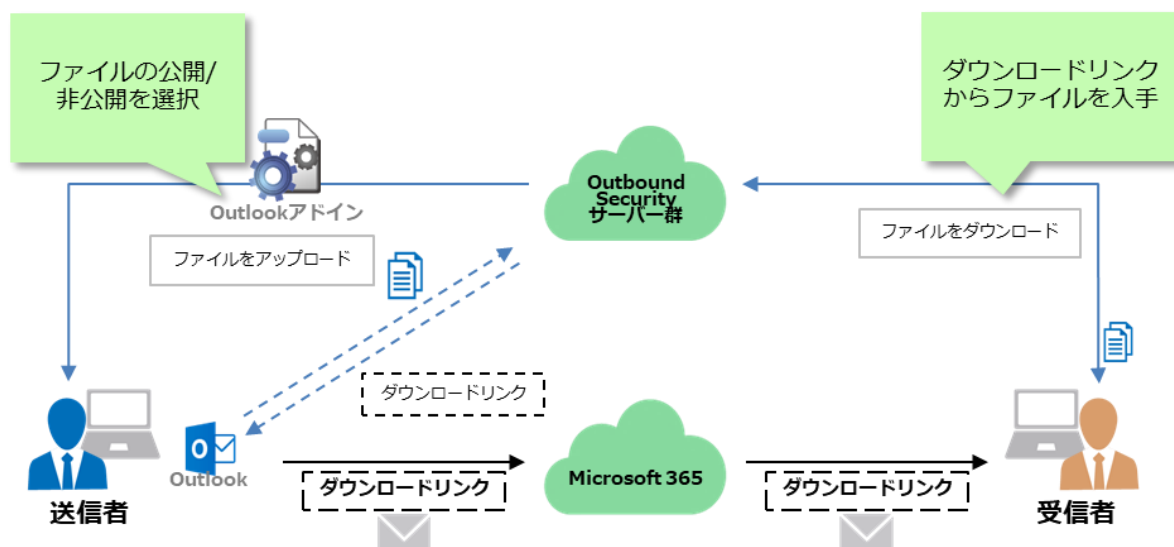 ファイルの公開/
非公開を選択
ダウンロードリンク
からファイルを入手
Outlookアドイン
Outbound
Security
サーバー群
ファイルをアップロード
ファイルをダウンロード
ダウンロードリンク
Outlook
ダウンロードリンク
Microsoft 365
ダウンロードリンク
送信者
受信者